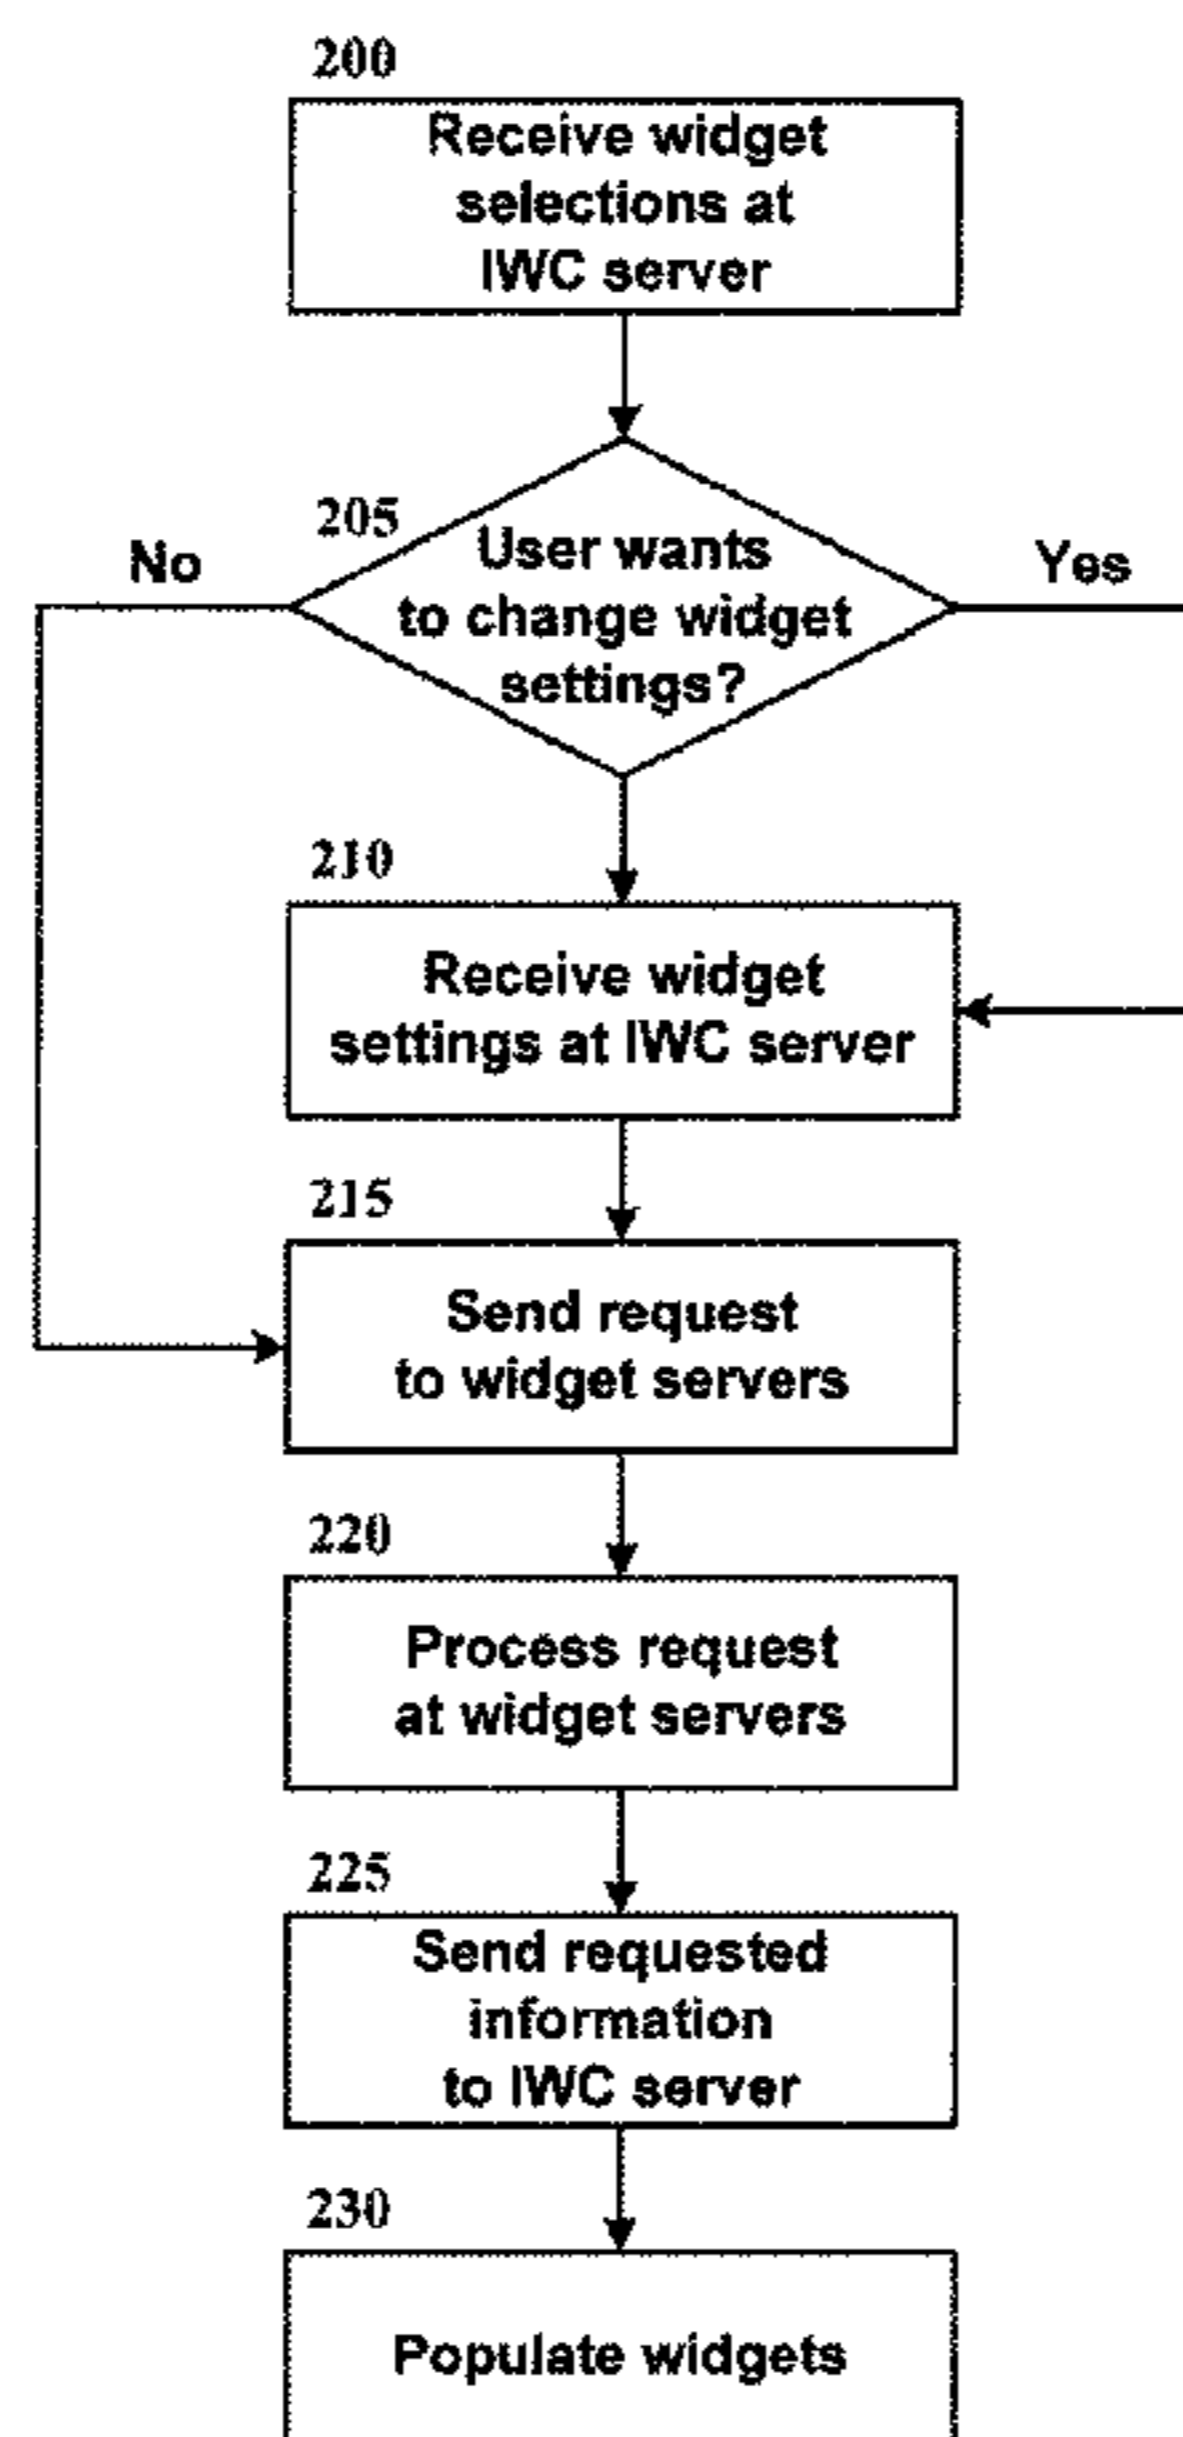 200
Receive widget
selections at
IWC server
205
No
User wants
to change widget
settings?
Yes
210
Receive widget
settings at IWC server
215
Send request
to widget servers
220
Process request
at widget servers
225
Send requested
information
to IWC server
230
Populate widgets